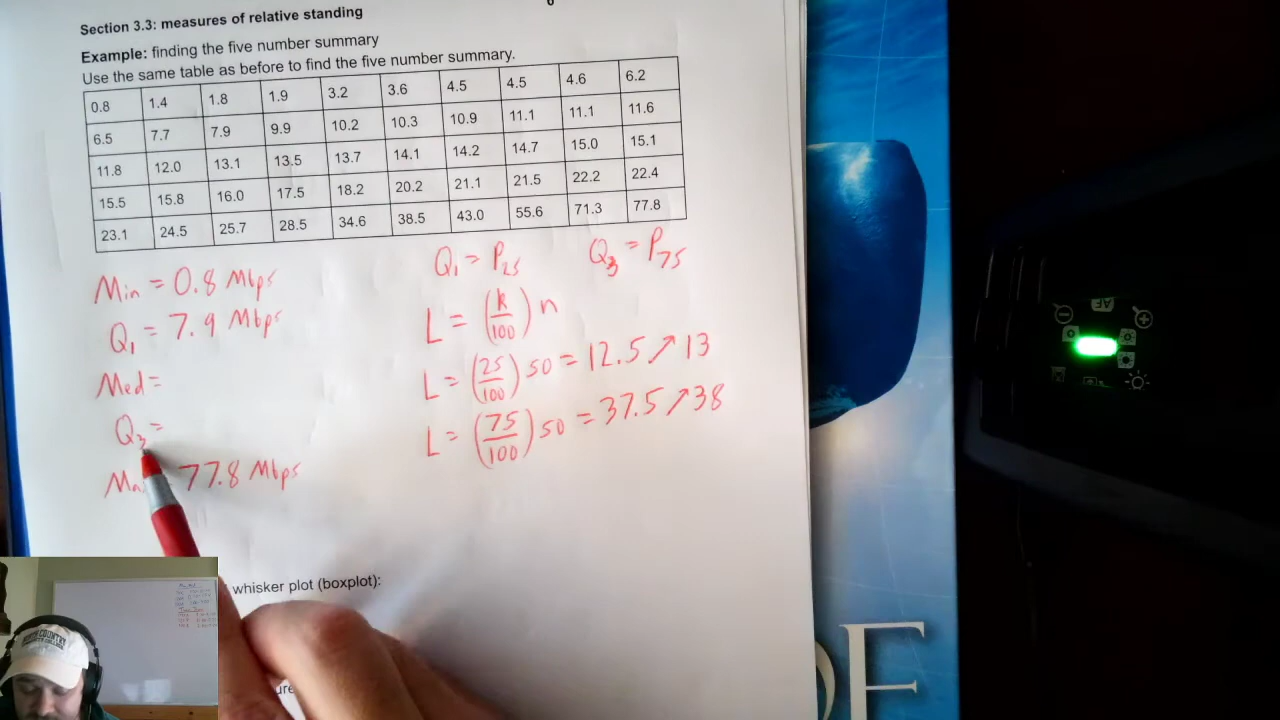 6
Section 3.3: measures of relative standing
Example: finding the five number summary
Use the same table as before to find the five number summary.
0.8 1.4 1.8 1.9 3.2 3.6 4.5 4.5 4.6 6.2
6.5 7.7 7.9 9.9 10.2 10.3 10.9 11.1 11.1 11.6
11.8 12.0 13.1 13.5 13.7 14.1 14.2 14.7 15.0 15.1
15.5 15.8 16.0 17.5 18.2 20.2 21.1 21.5 22.2 22.4
23.1 24.5 25.7 28.5 34.6 38.5 43.0 55.6 71.3 77.8
Q₁ = P₂₅ Q₃ = P₇₅
Min = 0.8 Mbps
L = (k/100) n
Q₁ = 7.9 Mbps
L = (25/100) 50 = 12.5 ↗ 13
Med =
L = (75/100) 50 = 37.5 ↗ 38
Q₃ =
77.8 Mbps
whisker plot (boxplot):
AF